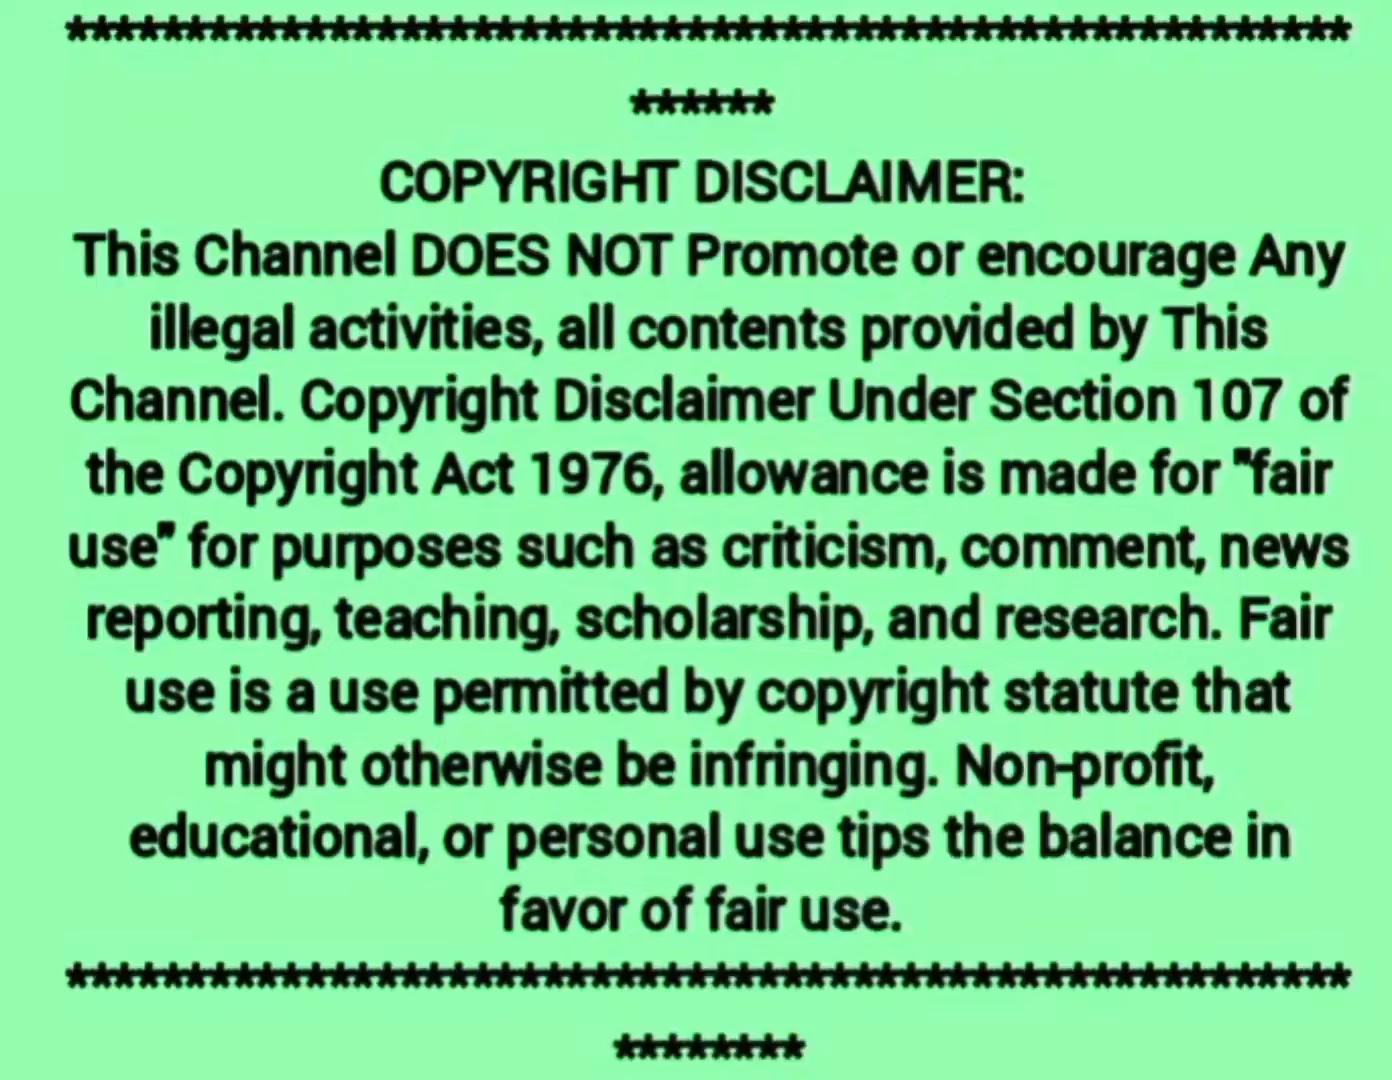 ******************************************************
******
COPYRIGHT DISCLAIMER:
This Channel DOES NOT Promote or encourage Any
illegal activities, all contents provided by This
Channel. Copyright Disclaimer Under Section 107 of
the Copyright Act 1976, allowance is made for "fair
use" for purposes such as criticism, comment, news
reporting, teaching, scholarship, and research. Fair
use is a use permitted by copyright statute that
might otherwise be infringing. Non-profit,
educational, or personal use tips the balance in
favor of fair use.
******************************************************
********